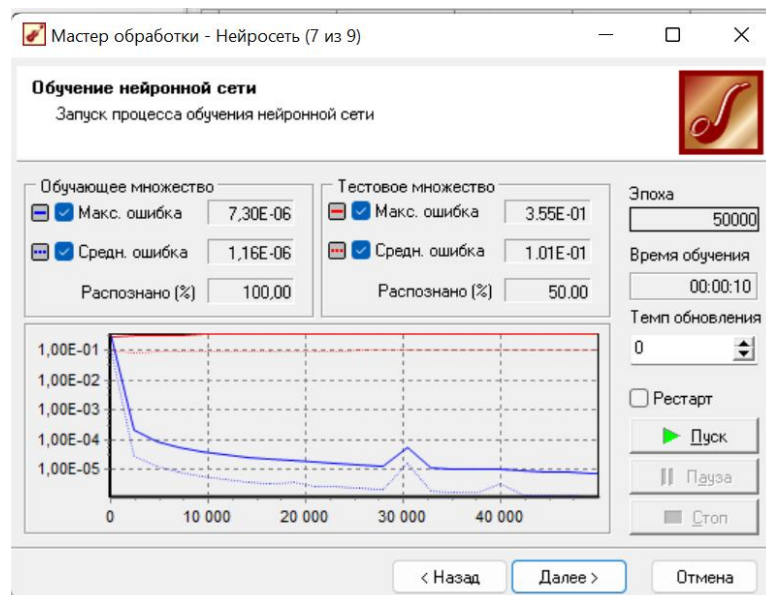 Мастер обработки - Нейросеть (7 из 9)
Обучение нейронной сети
Запуск процесса обучения нейронной сети
Обучающее множество
Макс. ошибка 7,30E-06
Средн. ошибка 1,16E-06
Распознано (%) 100,00
Тестовое множество
Макс. ошибка 3.55E-01
Средн. ошибка 1.01E-01
Распознано (%) 50.00
Эпоха
50000
Время обучения
00:00:10
Темп обновления
0
Рестарт
Пуск
Пауза
Стоп
1,00E-01
1,00E-02
1,00E-03
1,00E-04
1,00E-05
0 10 000 20 000 30 000 40 000
< Назад Далее > Отмена